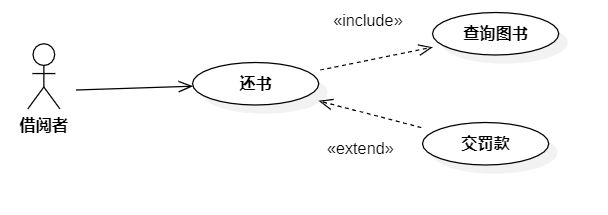 «include»
查询图书
还书
借阅者
交罚款
«extend»